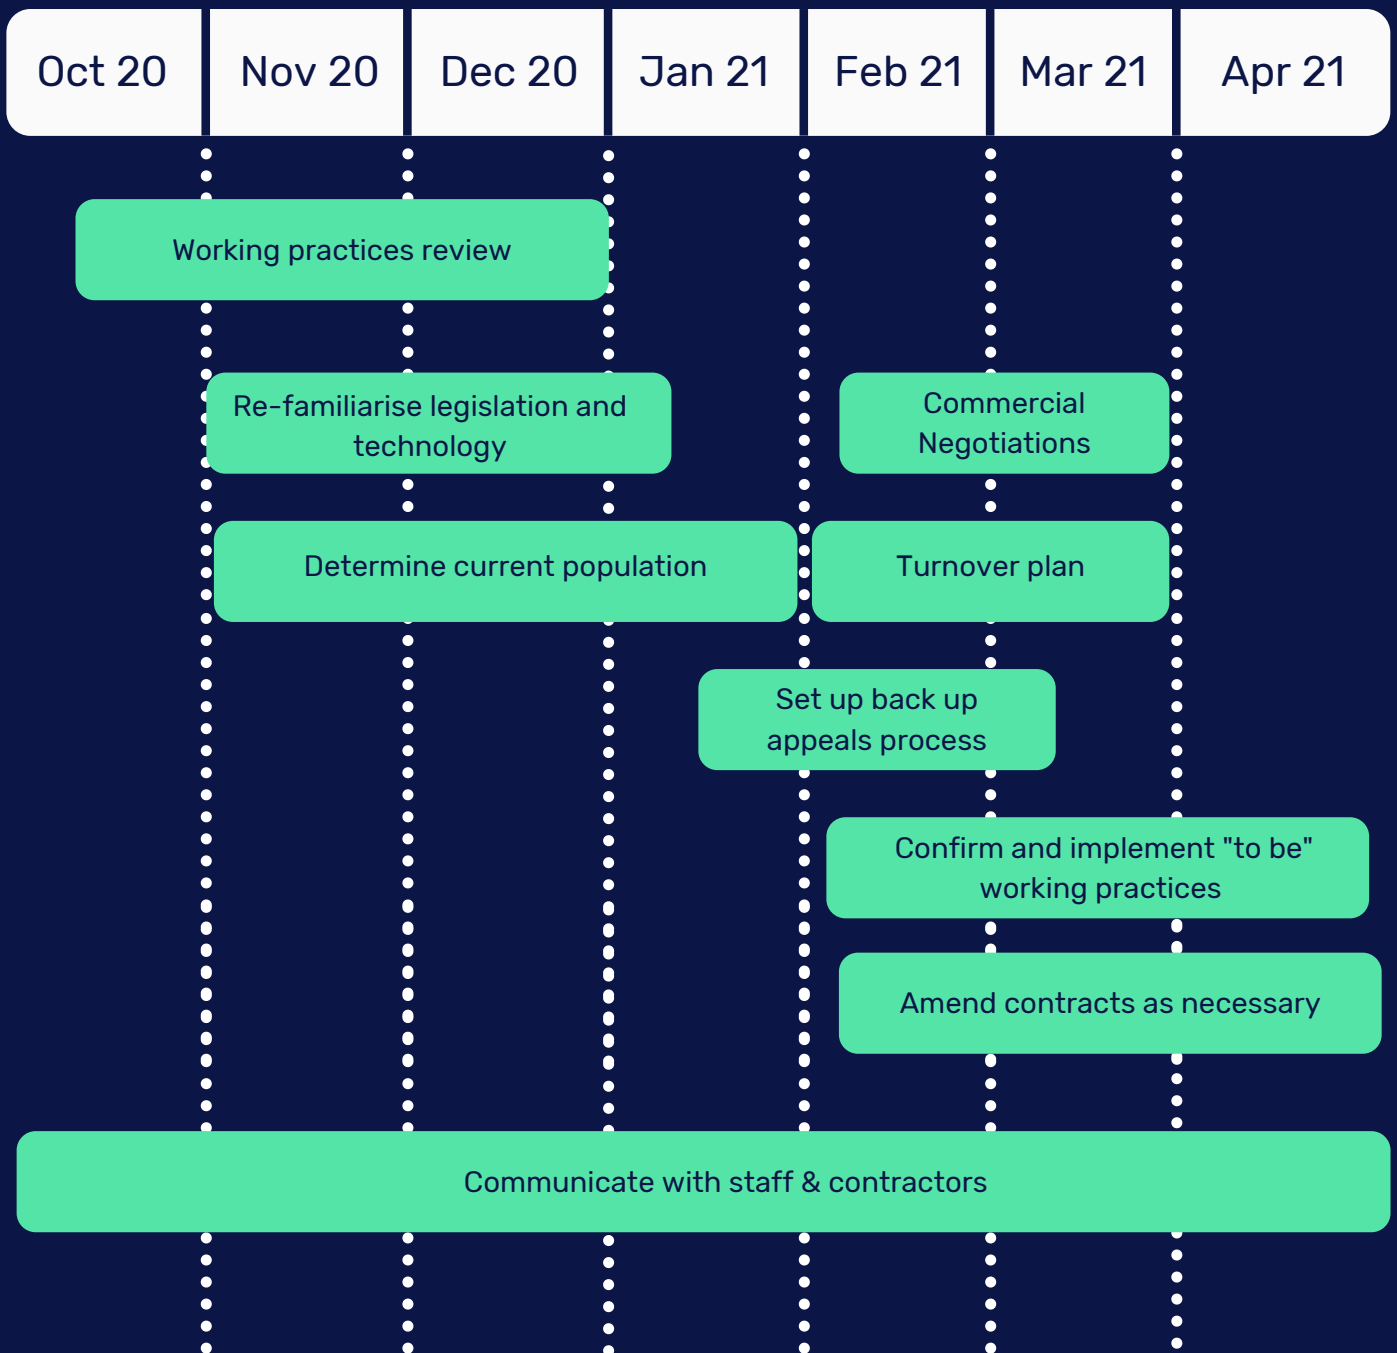 Oct 20
Nov 20
Dec 20
Jan 21
Feb 21
Mar 21
Apr 21
Working practices review
Re-familiarise legislation and
technology
Commercial
Negotiations
Determine current population
Turnover plan
Set up back up
appeals process
Confirm and implement "to be"
working practices
Amend contracts as necessary
Communicate with staff & contractors